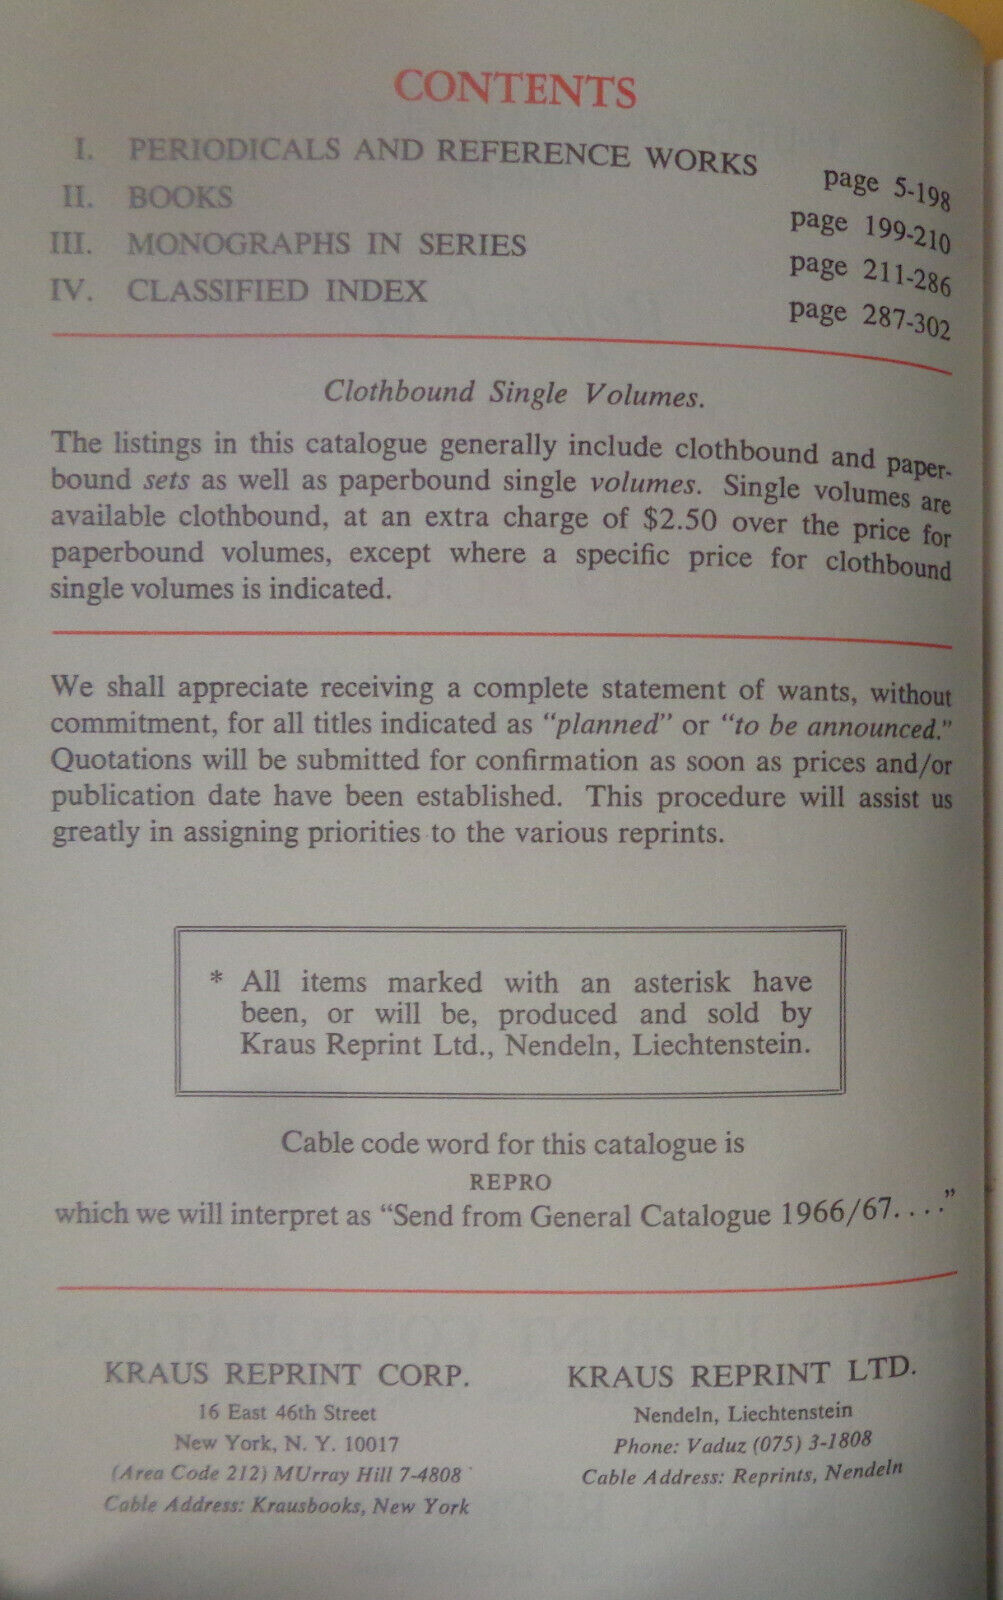 CONTENTS
I. PERIODICALS AND REFERENCE WORKS page 5-198
II. BOOKS page 199-210
III. MONOGRAPHS IN SERIES page 211-286
IV. CLASSIFIED INDEX page 287-302
Clothbound Single Volumes.
The listings in this catalogue generally include clothbound and paper-
bound sets as well as paperbound single volumes. Single volumes are
available clothbound, at an extra charge of $2.50 over the price for
paperbound volumes, except where a specific price for clothbound
single volumes is indicated.
We shall appreciate receiving a complete statement of wants, without
commitment, for all titles indicated as “planned” or “to be announced.”
Quotations will be submitted for confirmation as soon as prices and/or
publication date have been established. This procedure will assist us
greatly in assigning priorities to the various reprints.
* All items marked with an asterisk have
been, or will be, produced and sold by
Kraus Reprint Ltd., Nendeln, Liechtenstein.
Cable code word for this catalogue is
REPRO
which we will interpret as “Send from General Catalogue 1966/67....”
KRAUS REPRINT CORP.
16 East 46th Street
New York, N. Y. 10017
(Area Code 212) MUrray Hill 7-4808
Cable Address: Krausbooks, New York
KRAUS REPRINT LTD.
Nendeln, Liechtenstein
Phone: Vaduz (075) 3-1808
Cable Address: Reprints, Nendeln